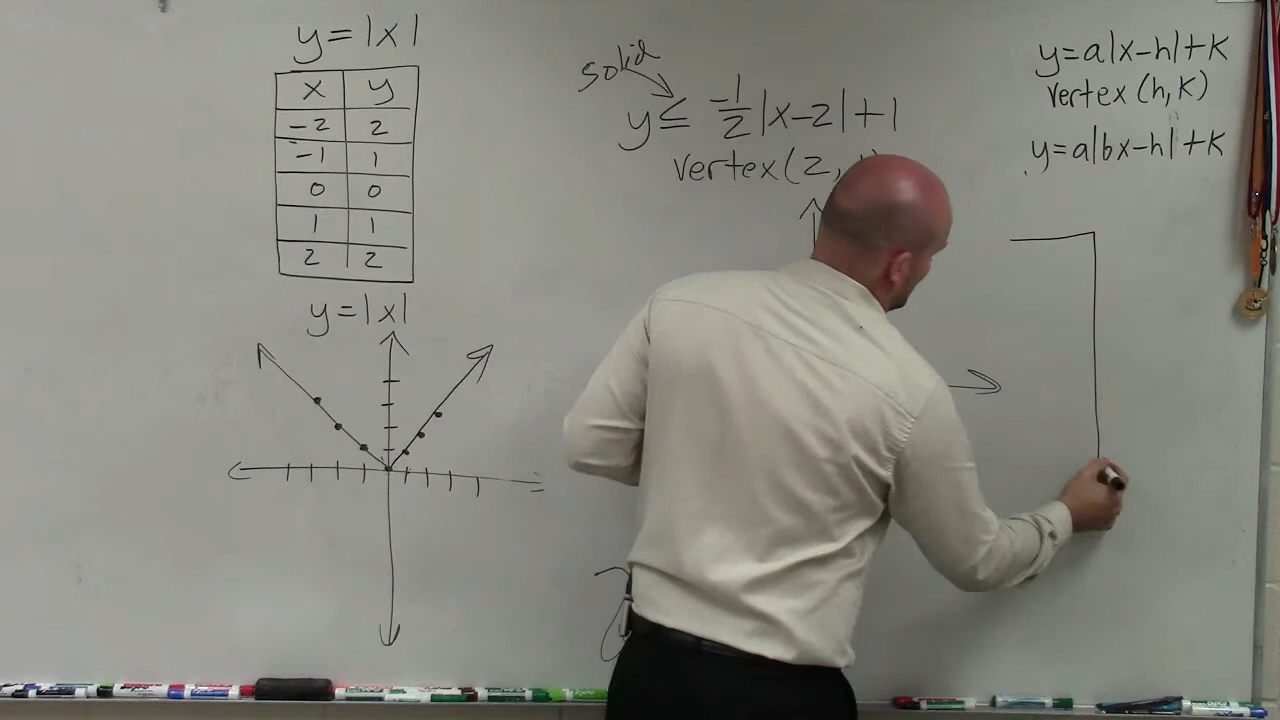 y=|x|
x y
-2 2
-1 1
0 0
1 1
2 2
y=|x|
solid
y≤ -1/2|x-2|+1
vertex(2,
y=a|x-h|+k
vertex(h,k)
y=a|bx-h|+k